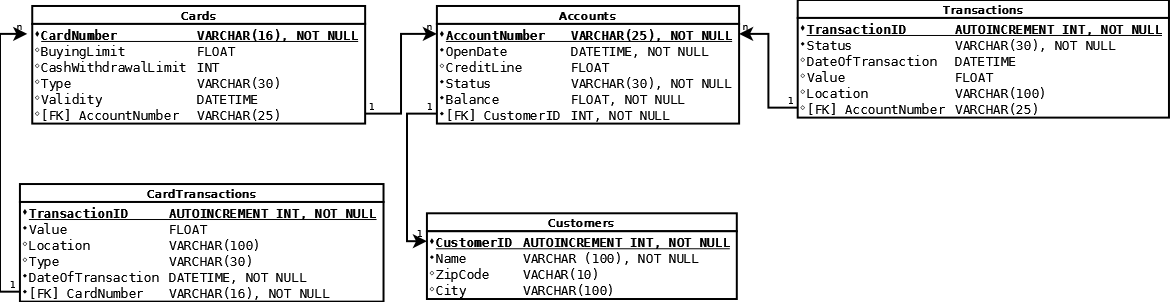 Cards
CardNumber VARCHAR(16), NOT NULL
BuyingLimit FLOAT
CashWithdrawalLimit INT
Type VARCHAR(30)
Validity DATETIME
[FK] AccountNumber VARCHAR(25)
n
1
Accounts
AccountNumber VARCHAR(25), NOT NULL
OpenDate DATETIME, NOT NULL
CreditLine FLOAT
Status VARCHAR(30), NOT NULL
Balance FLOAT, NOT NULL
[FK] CustomerID INT, NOT NULL
n
n
1
Transactions
TransactionID AUTOINCREMENT INT, NOT NULL
Status VARCHAR(30), NOT NULL
DateOfTransaction DATETIME
Value FLOAT
Location VARCHAR(100)
[FK] AccountNumber VARCHAR(25)
1
CardTransactions
TransactionID AUTOINCREMENT INT, NOT NULL
Value FLOAT
Location VARCHAR(100)
Type VARCHAR(30)
DateOfTransaction DATETIME, NOT NULL
[FK] CardNumber VARCHAR(16), NOT NULL
1
Customers
CustomerID AUTOINCREMENT INT, NOT NULL
Name VARCHAR (100), NOT NULL
ZipCode VACHAR(10)
City VARCHAR(100)
1